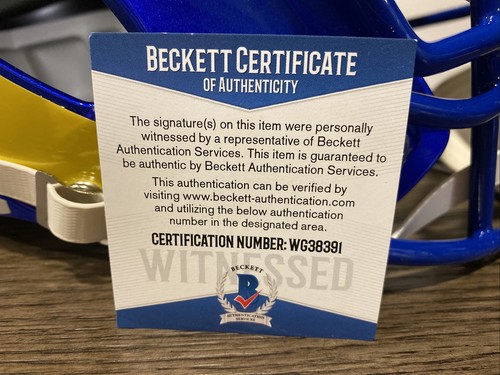 BECKETT CERTIFICATE
OF AUTHENTICITY
The signature(s) on this item were personally
witnessed by a representative of Beckett
Authentication Services. This item is guaranteed to
be authentic by Beckett Authentication Services.
This authentication can be verified by
visiting www.beckett-authentication.com
and utilizing the below authentication
number in the designated area.
CERTIFICATION NUMBER: WG38391
WITNESSED
BECKETT
B
AUTHENTICATION
SERVICES